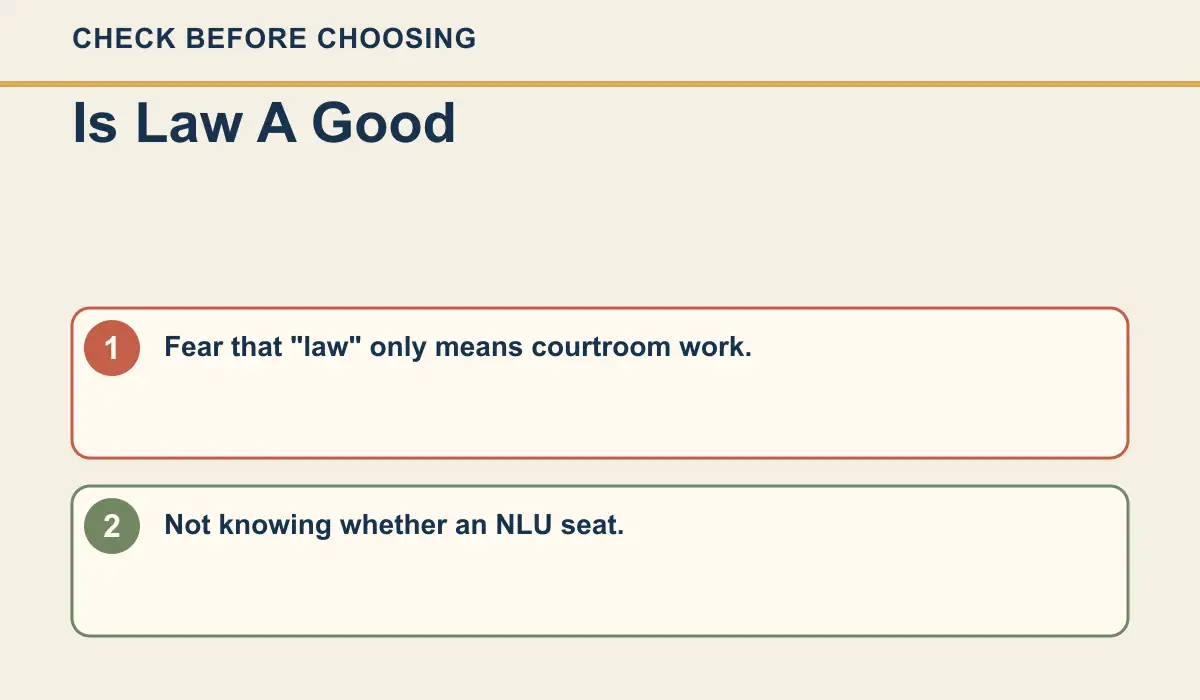 CHECK BEFORE CHOOSING
Is Law A Good
1 Fear that "law" only means courtroom work.
2 Not knowing whether an NLU seat.